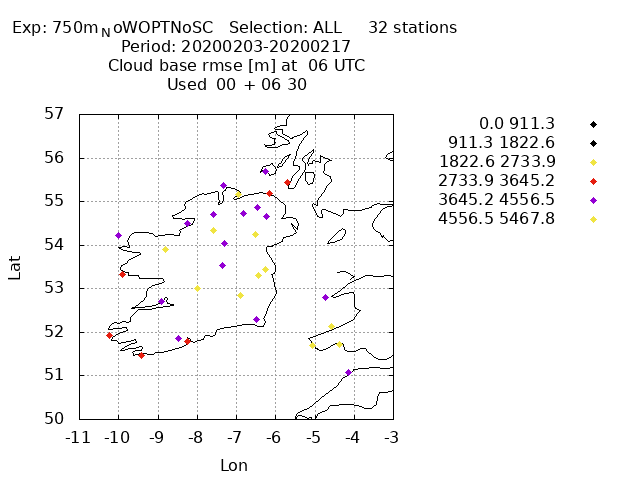 Exp: 750m_NoWOPTNoSC Selection: ALL 32 stations
Period: 20200203-20200217
Cloud base rmse [m] at 06 UTC
Used 00 + 06 30
0.0 911.3
911.3 1822.6
1822.6 2733.9
2733.9 3645.2
3645.2 4556.5
4556.5 5467.8
57
56
55
54
53
52
51
50
Lat
-11 -10 -9 -8 -7 -6 -5 -4 -3
Lon